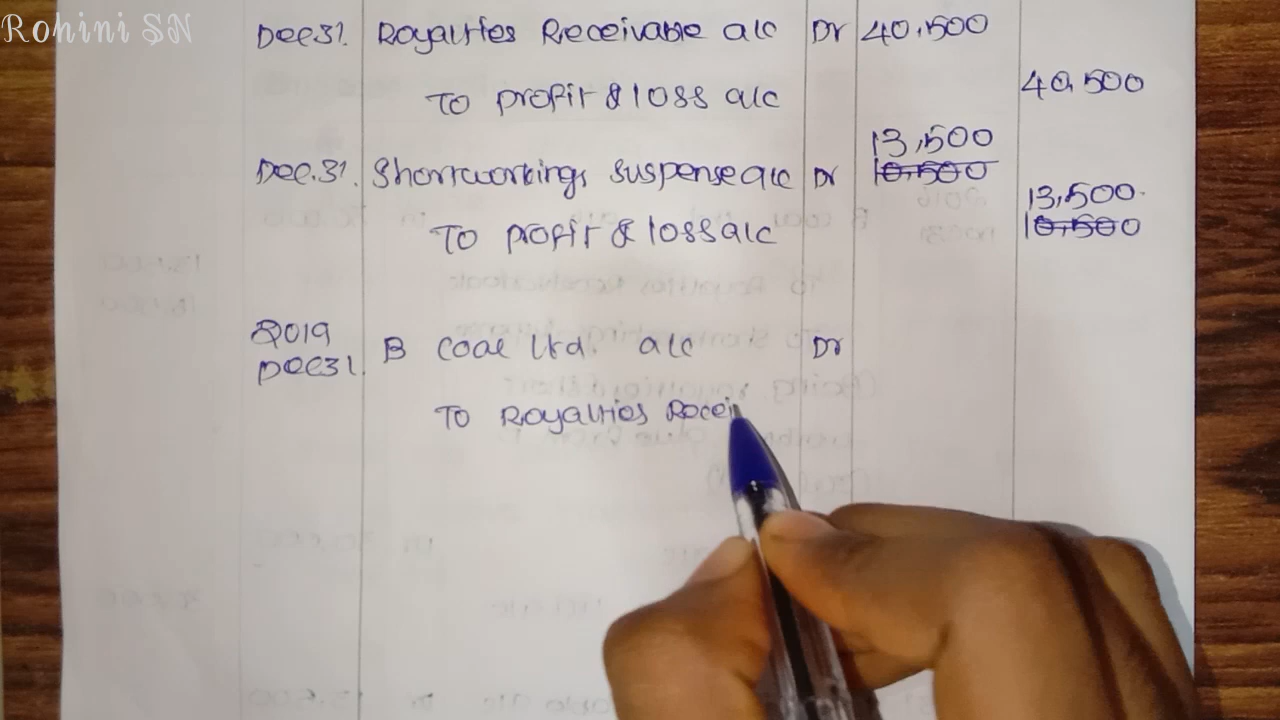 Rohini SN
Dec31. Royalties Receivable a/c Dr 40,500
To profit & loss a/c 40,500
13,500
Dec.31. Shortworkings suspense a/c Dr 10,500
13,500
To profit & loss a/c 10,500
2019
Dec31. B coal Ltd. a/c Dr
To Royalties Recei